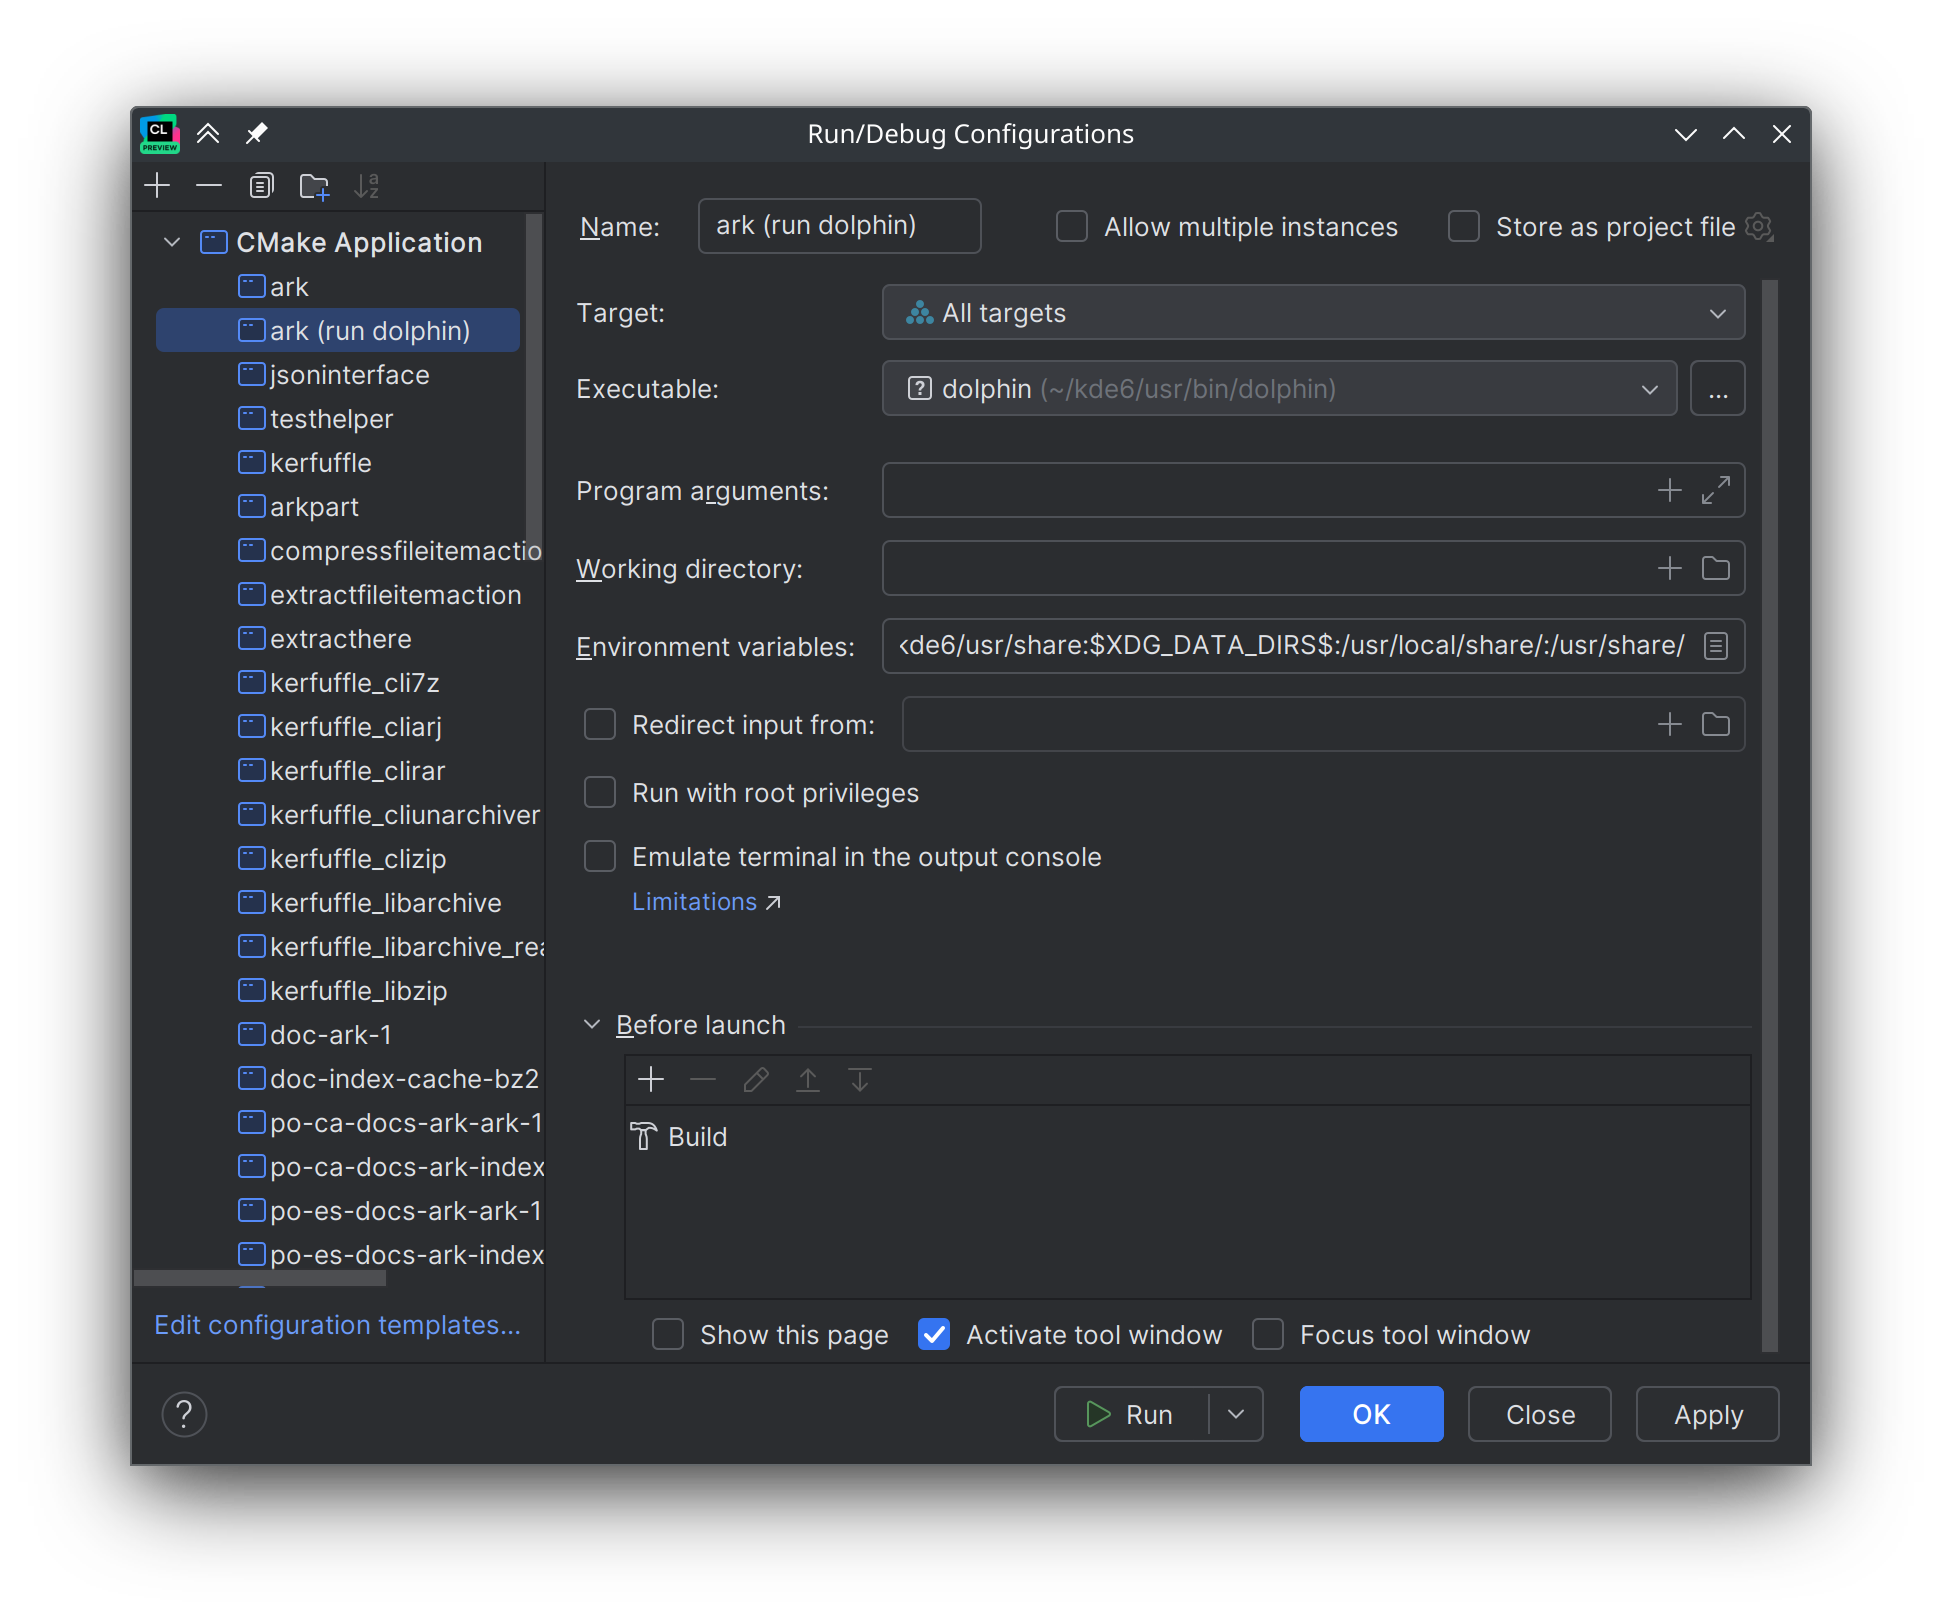 CL
PREVIEW
Run/Debug Configurations
CMake Application
ark
ark (run dolphin)
jsoninterface
testhelper
kerfuffle
arkpart
compressfileitemactio
extractfileitemaction
extracthere
kerfuffle_cli7z
kerfuffle_cliarj
kerfuffle_clirar
kerfuffle_cliunarchiver
kerfuffle_clizip
kerfuffle_libarchive
kerfuffle_libarchive_rea
kerfuffle_libzip
doc-ark-1
doc-index-cache-bz2
po-ca-docs-ark-ark-1
po-ca-docs-ark-index
po-es-docs-ark-ark-1
po-es-docs-ark-index
Edit configuration templates...
Name: ark (run dolphin) Allow multiple instances Store as project file
Target: All targets
Executable: dolphin (~/kde6/usr/bin/dolphin) ...
Program arguments:
Working directory:
Environment variables: kde6/usr/share:$XDG_DATA_DIRS$:/usr/local/share/:/usr/share/
Redirect input from:
Run with root privileges
Emulate terminal in the output console
Limitations ↗
Before launch
Build
Show this page Activate tool window Focus tool window
? Run OK Close Apply